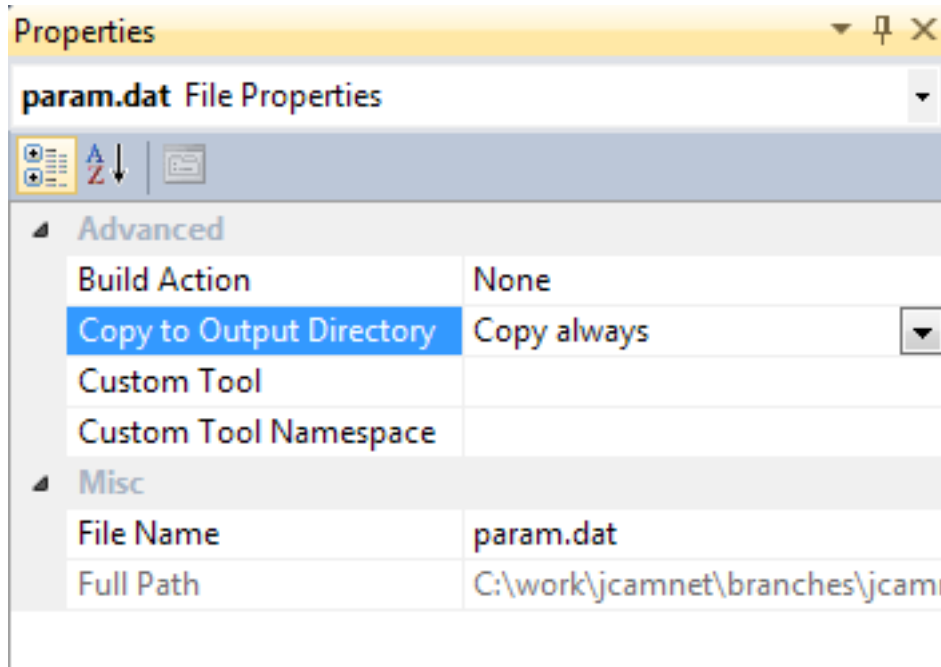 Properties
param.dat File Properties
Advanced
Build Action None
Copy to Output Directory Copy always
Custom Tool
Custom Tool Namespace
Misc
File Name param.dat
Full Path C:\work\jcamnet\branches\jcam